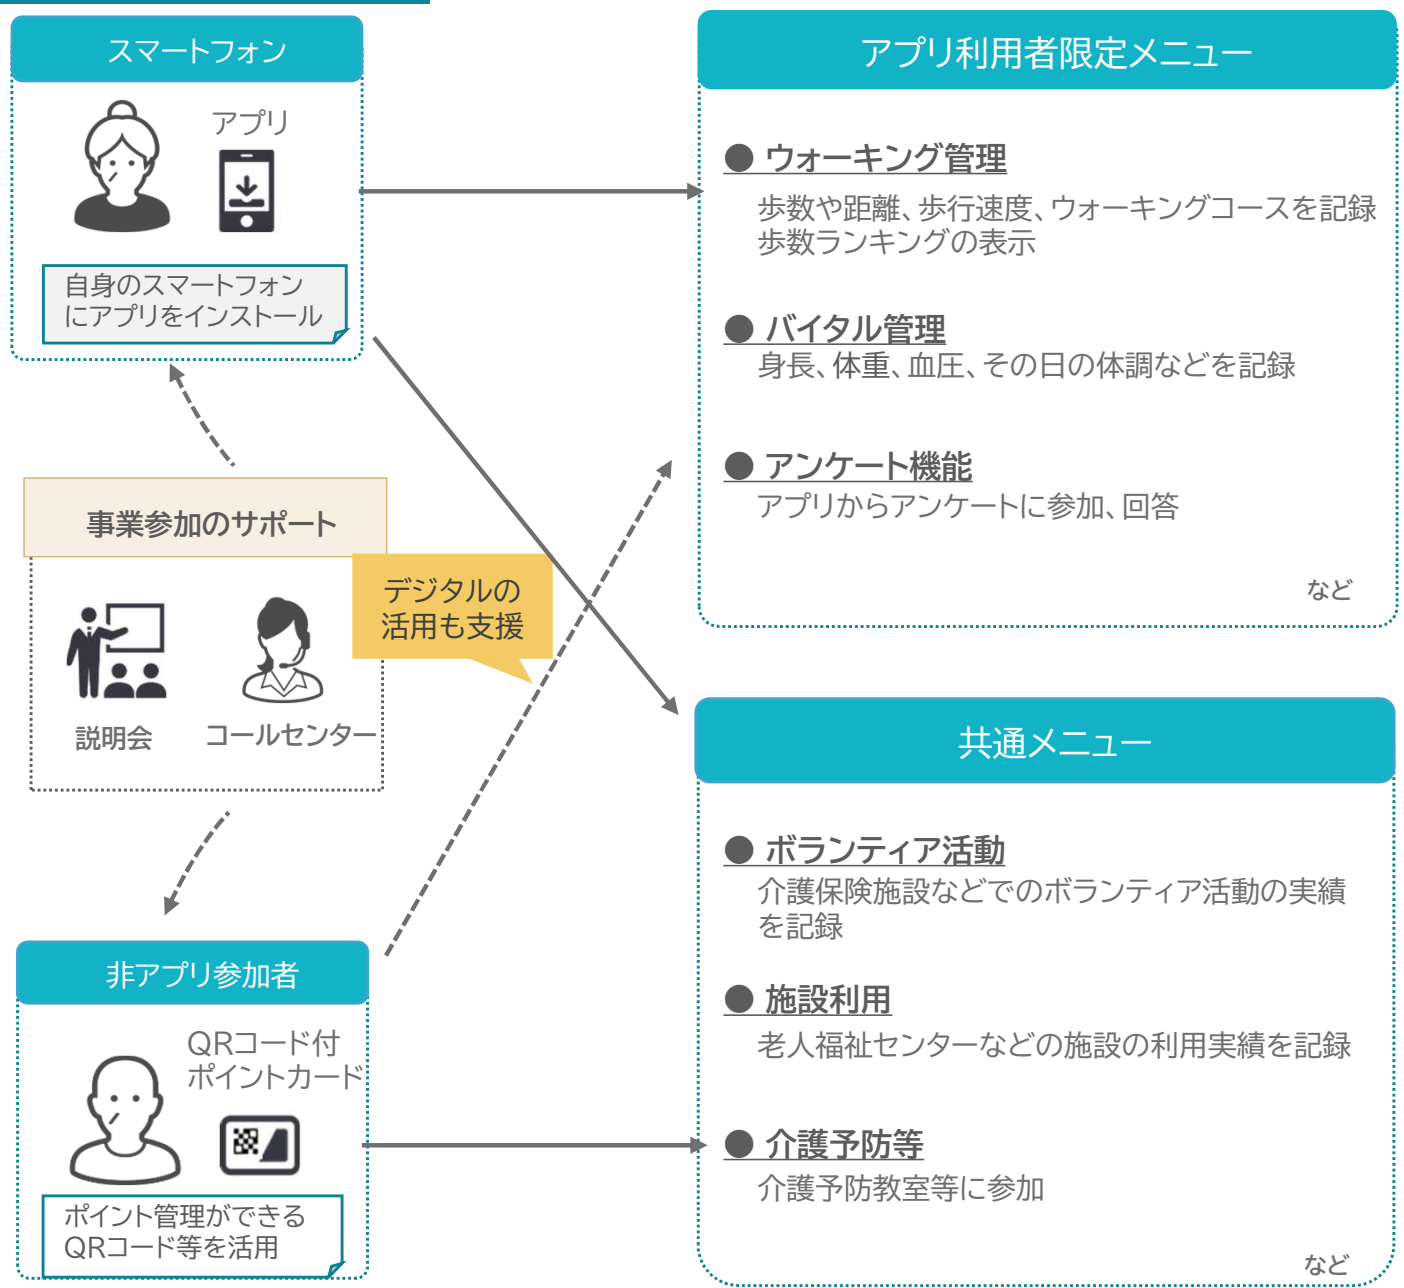 スマートフォン
アプリ
自身のスマートフォン
にアプリをインストール
事業参加のサポート
説明会
コールセンター
デジタルの
活用も支援
非アプリ参加者
QRコード付
ポイントカード
ポイント管理ができる
QRコード等を活用
アプリ利用者限定メニュー
● ウォーキング管理
歩数や距離、歩行速度、ウォーキングコースを記録
歩数ランキングの表示
● バイタル管理
身長、体重、血圧、その日の体調などを記録
● アンケート機能
アプリからアンケートに参加、回答
など
共通メニュー
● ボランティア活動
介護保険施設などでのボランティア活動の実績
を記録
● 施設利用
老人福祉センターなどの施設の利用実績を記録
● 介護予防等
介護予防教室等に参加
など